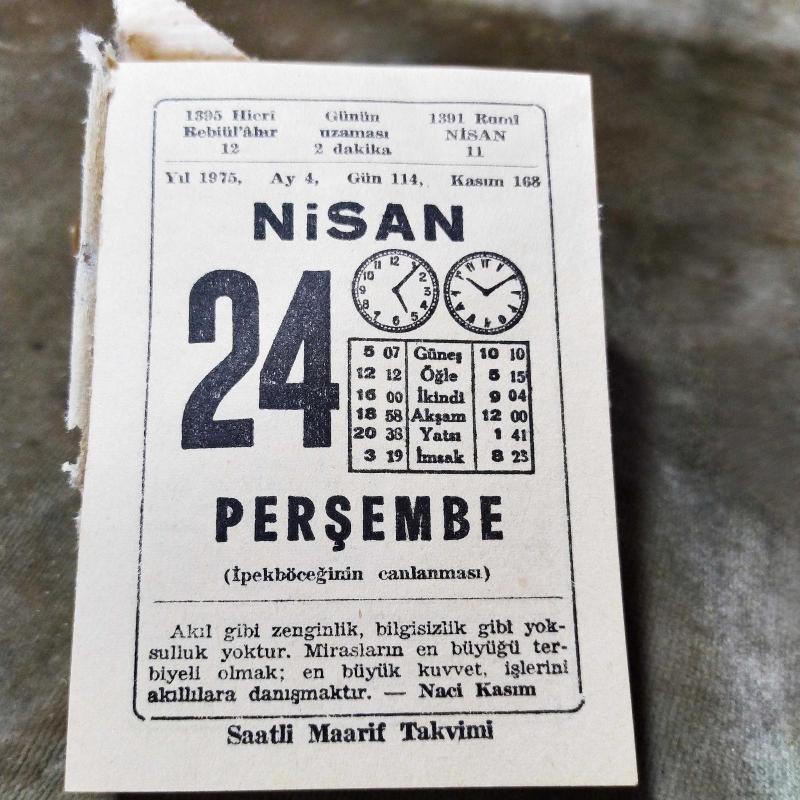 1395 Hicrî Günün 1391 Rumî
Rebiül'âhır uzaması NİSAN
12 2 dakika 11
Yıl 1975, Ay 4, Gün 114, Kasım 168
NiSAN
24
5 07 Güneş 10 10
12 12 Öğle 5 15
16 00 İkindi 9 04
18 58 Akşam 12 00
20 38 Yatsı 1 41
3 19 İmsak 8 23
PERŞEMBE
(İpekböceğinin canlanması)
Akıl gibi zenginlik, bilgisizlik gibi yok-
sulluk yoktur. Mirasların en büyüğü ter-
biyeli olmak; en büyük kuvvet, işlerini
akıllılara danışmaktır. — Naci Kasım
Saatli Maarif Takvimi